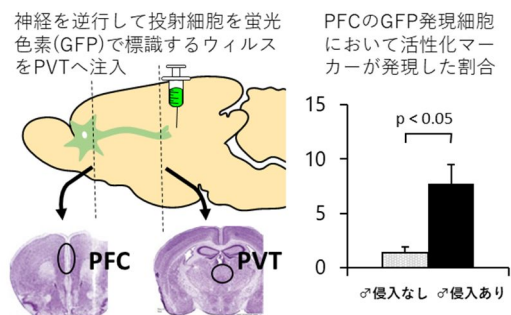 神経を逆行して投射細胞を蛍光
色素(GFP)で標識するウィルス
をPVTへ注入
PFC
PVT
PFCのGFP発現細胞
において活性化マー
カーが発現した割合
15
10
5
0
p < 0.05
♂侵入なし
♂侵入あり